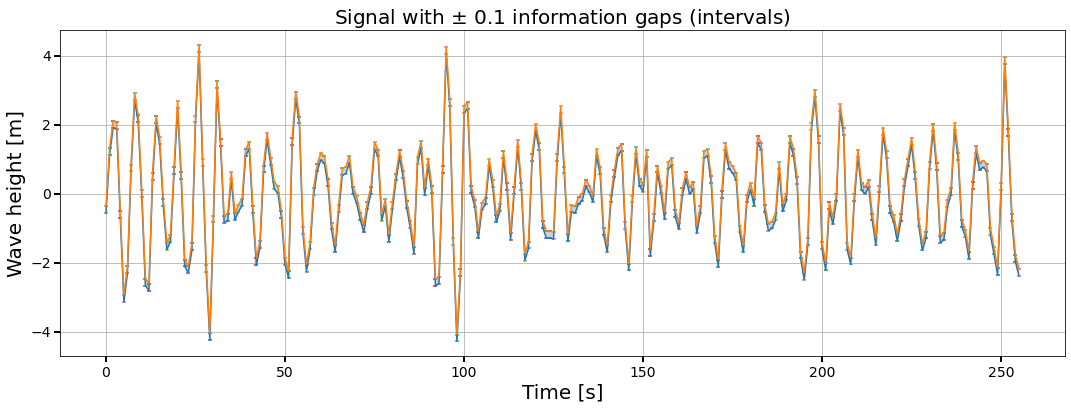 Signal with ± 0.1 information gaps (intervals)
Wave height [m]
4
2
0
−2
−4
0 50 100 150 200 250
Time [s]